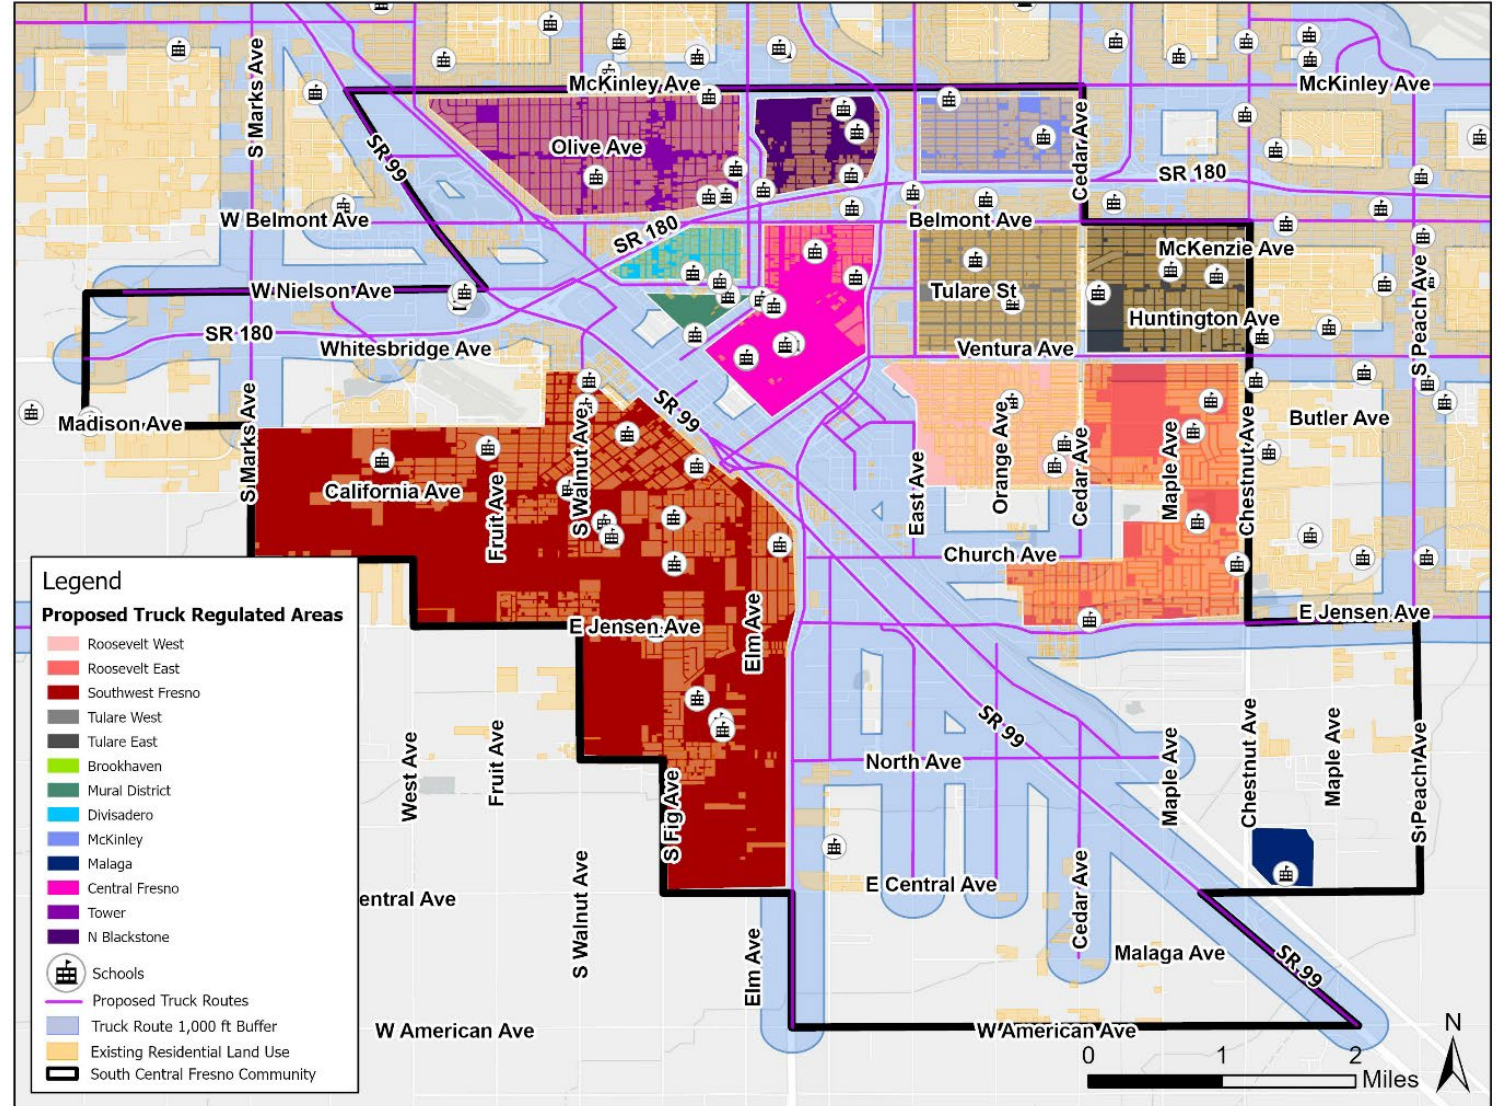 McKinley Ave
McKinley Ave
S Marks Ave
SR 99
Olive Ave
Cedar Ave
SR 180
W Belmont Ave
SR 180
Belmont Ave
McKenzie Ave
W Nielson Ave
Tulare St
S Peach Ave
Huntington Ave
SR 180
Whitesbridge Ave
Ventura Ave
Madison Ave
S Marks Ave
SR 99
Butler Ave
California Ave
Fruit Ave
S Walnut Ave
East Ave
Orange Ave
Cedar Ave
Maple Ave
Chestnut Ave
Church Ave
E Jensen Ave
Elm Ave
E Jensen Ave
Legend
Proposed Truck Regulated Areas
Roosevelt West
Roosevelt East
Southwest Fresno
Tulare West
Tulare East
Brookhaven
Mural District
Divisadero
McKinley
Malaga
Central Fresno
Tower
N Blackstone
Schools
Proposed Truck Routes
Truck Route 1,000 ft Buffer
Existing Residential Land Use
South Central Fresno Community
West Ave
Fruit Ave
S Fig Ave
SR 99
North Ave
Maple Ave
Chestnut Ave
Maple Ave
S Peach Ave
entral Ave
S Walnut Ave
Elm Ave
E Central Ave
Cedar Ave
Malaga Ave
SR 99
W American Ave
W American Ave
N
0 1 2
Miles